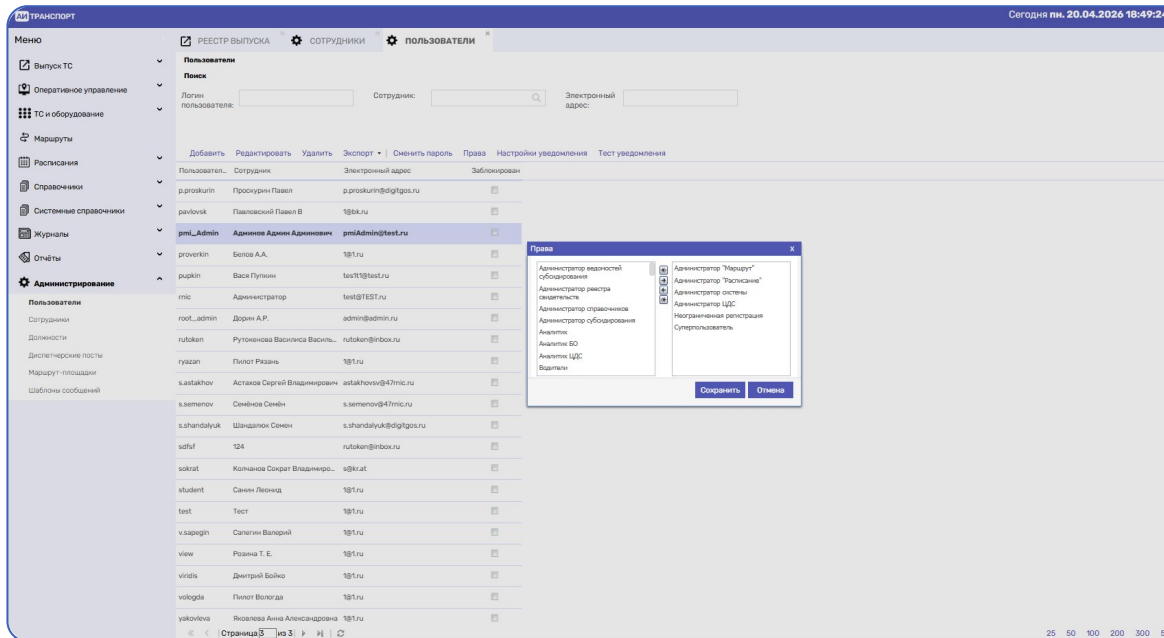 АИ ТРАНСПОРТ
Сегодня пн. 20.04.2026 18:49:24
Меню
РЕЕСТР ВЫПУСКА
СОТРУДНИКИ
ПОЛЬЗОВАТЕЛИ
Выпуск ТС
Оперативное управление
ТС и оборудование
Маршруты
Расписания
Справочники
Системные справочники
Журналы
Отчёты
Администрирование
Пользователи
Сотрудники
Должности
Диспетчерские посты
Маршрут-площадки
Шаблоны сообщений
Пользователи
Поиск
Логин пользователя:
Сотрудник:
Электронный адрес:
Добавить Редактировать Удалить Экспорт Сменить пароль Права Настройки уведомления Тест уведомления
Пользовател... Сотрудник Электронный адрес Заблокирован
p.proskurin Проскурин Павел p.proskurin@digitgos.ru
pavlovsk Павловский Павел В 1@bk.ru
pmi_Admin Админов Админ Админович pmiAdmin@test.ru
proverkin Белов А.А. 1@1.ru
pupkin Вася Пупкин tes1t1@test.ru
rnic Администратор test@TEST.ru
root_admin Дорин А.Р. admin@admin.ru
rutoken Рутокенова Василиса Василь... rutoken@inbox.ru
ryazan Пилот Рязань 1@1.ru
s.astakhov Астахов Сергей Владимирович astakhovsv@47rnic.ru
s.semenov Семёнов Семён s.semenov@47rnic.ru
s.shandalyuk Шандалюк Семен s.shandalyuk@digitgos.ru
sdfsf 124 rutoken@inbox.ru
sokrat Колчанов Сократ Владимиро... s@kr.at
student Санин Леонид 1@1.ru
test Тест 1@1.ru
v.sapegin Сапегин Валерий 1@1.ru
view Розина Т. Е. 1@1.ru
viridis Дмитрий Бойко 1@1.ru
vologda Пилот Вологда 1@1.ru
yakovleva Яковлева Анна Александровна 1@1.ru
Страница 3 из 3
25 50 100 200 300
Права x
Администратор ведомостей
субсидирования
Администратор реестра
свидетельств
Администратор справочников
Администратор субсидирования
Аналитик
Аналитик БО
Аналитик ЦДС
Водители
Администратор "Маршрут"
Администратор "Расписание"
Администратор системы
Администратор ЦДС
Неограниченная регистрация
Суперпользователь
Сохранить
Отмена